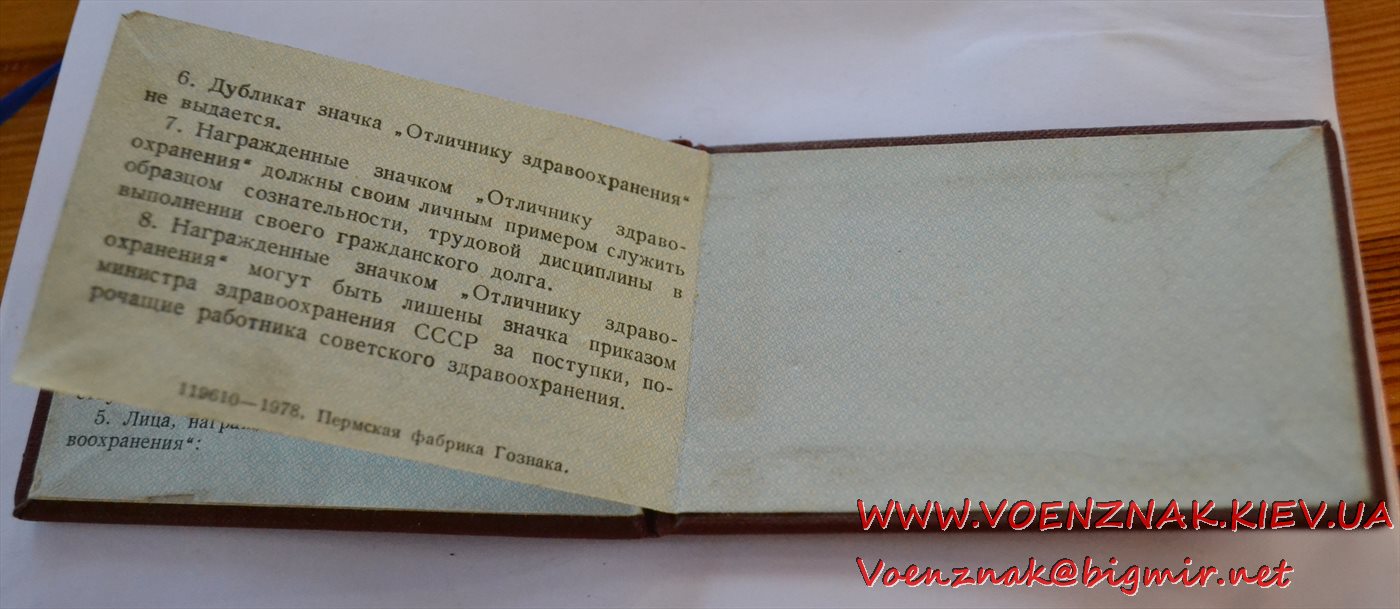 6. Дубликат значка „Отличнику здравоохранения“
не выдается.
7. Награжденные значком „Отличнику здраво-
охранения“ должны своим личным примером служить
образцом сознательности, трудовой дисциплины в
выполнении своего гражданского долга.
8. Награжденные значком „Отличнику здраво-
охранения“ могут быть лишены значка приказом
министра здравоохранения СССР за поступки, по-
рочащие работника советского здравоохранения.
119610—1978. Пермская фабрика Гознака.
5. Лица,
воохранения“:
WWW.VOENZNAK.KIEV.UA
Voenznak@bigmir.net